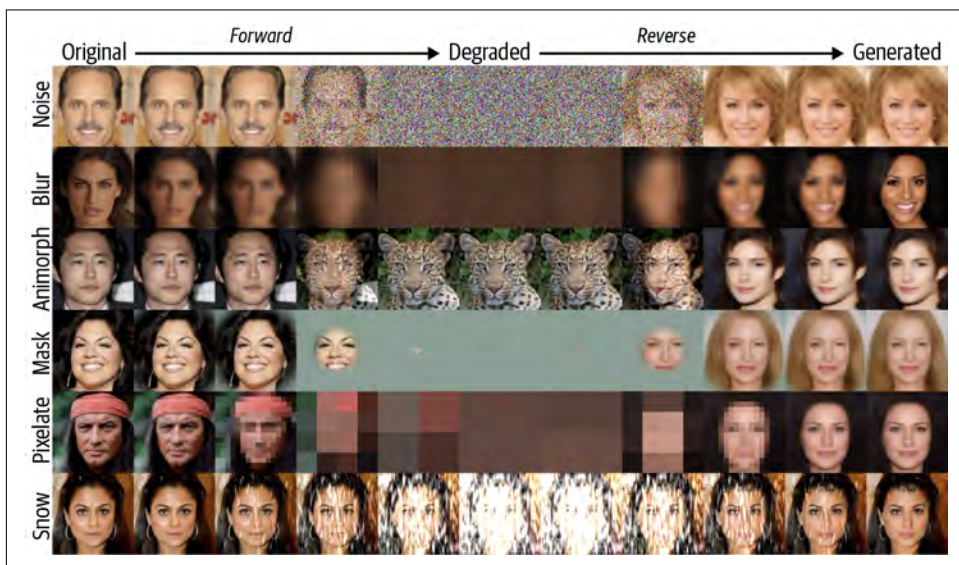 Forward Reverse
Original Degraded Generated
Noise
Blur
Animorph
Mask
Pixelate
Snow